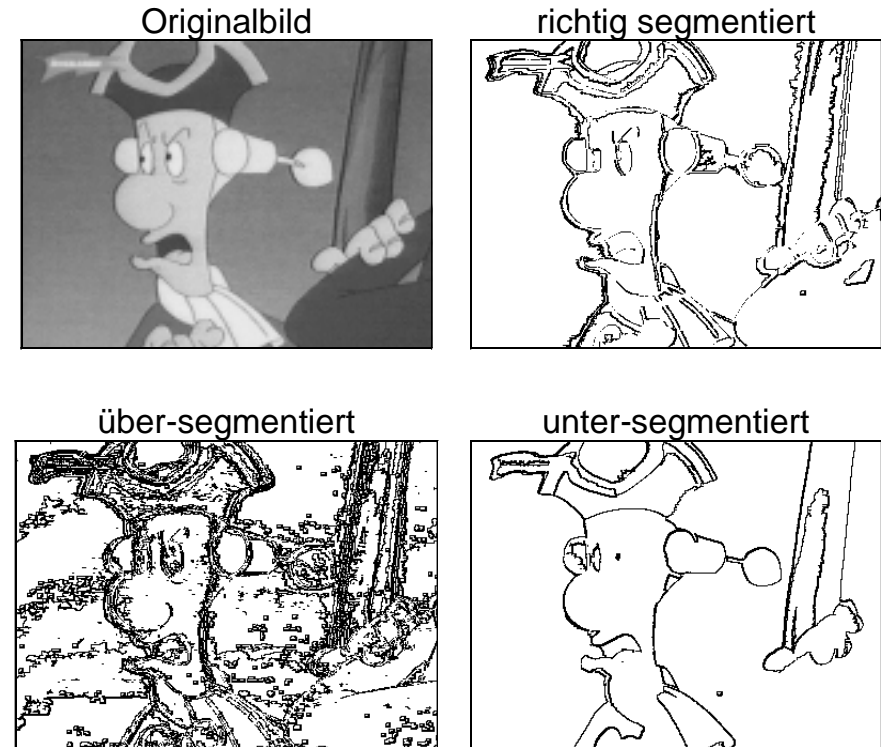 Originalbild
richtig segmentiert
über-segmentiert
unter-segmentiert